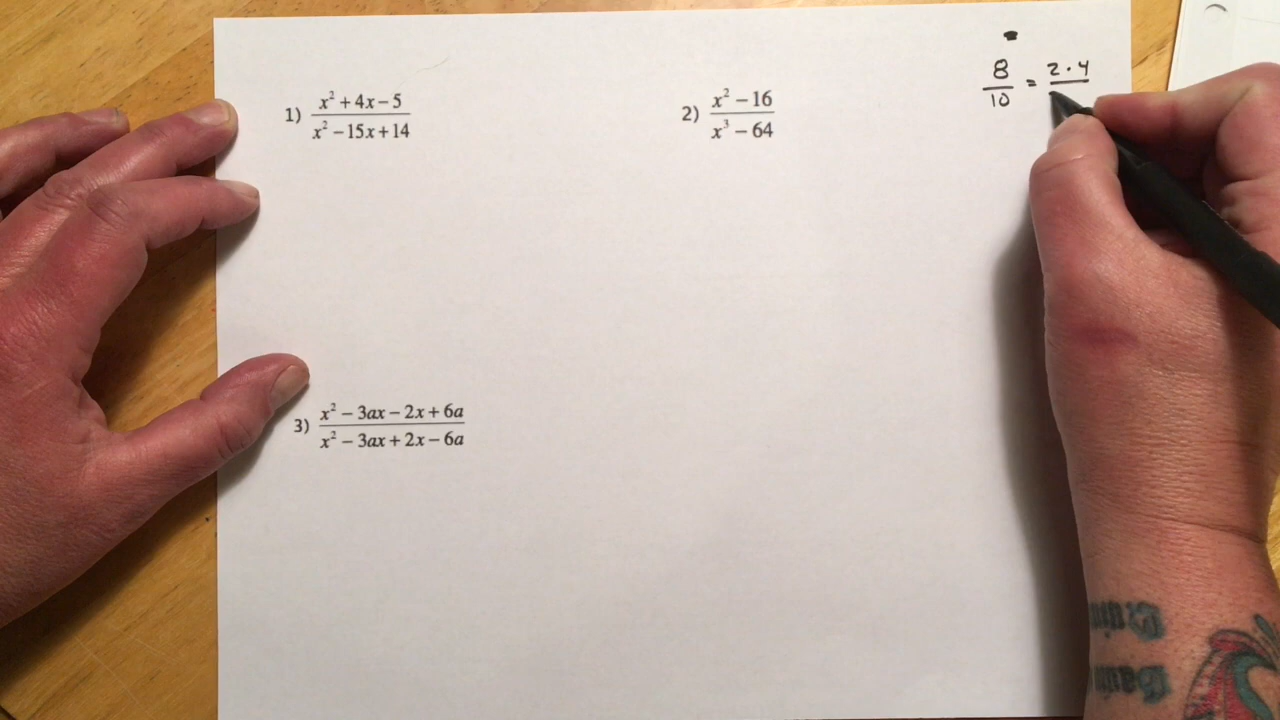 1) x² + 4x − 5 / x² − 15x + 14
2) x² − 16 / x³ − 64
8/10 = 2 · 4
3) x² − 3ax − 2x + 6a / x² − 3ax + 2x − 6a